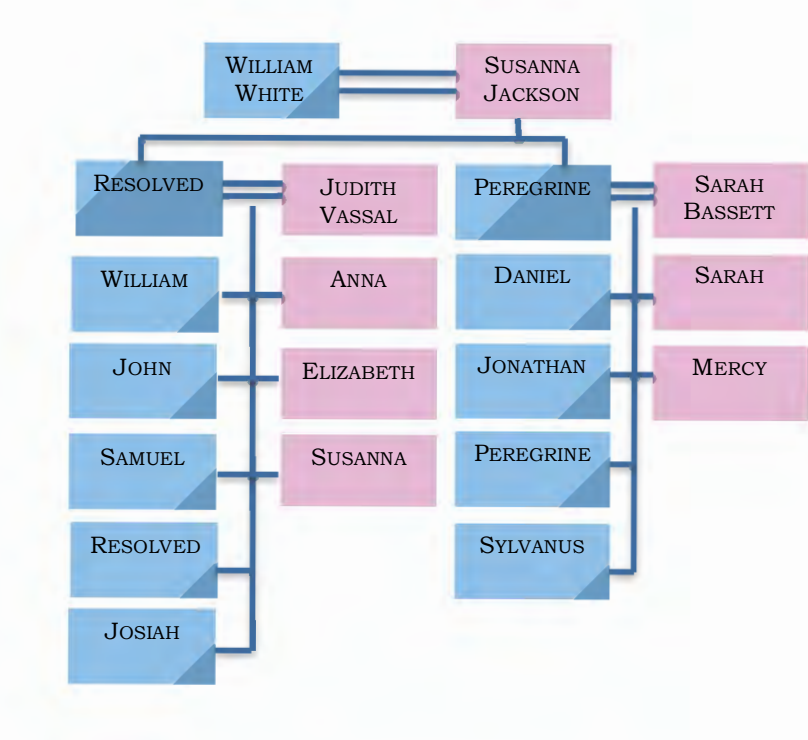 WILLIAM
WHITE
SUSANNA
JACKSON
RESOLVED
JUDITH
VASSAL
PEREGRINE
SARAH
BASSETT
WILLIAM
ANNA
DANIEL
SARAH
JOHN
ELIZABETH
JONATHAN
MERCY
SAMUEL
SUSANNA
PEREGRINE
RESOLVED
SYLVANUS
JOSIAH